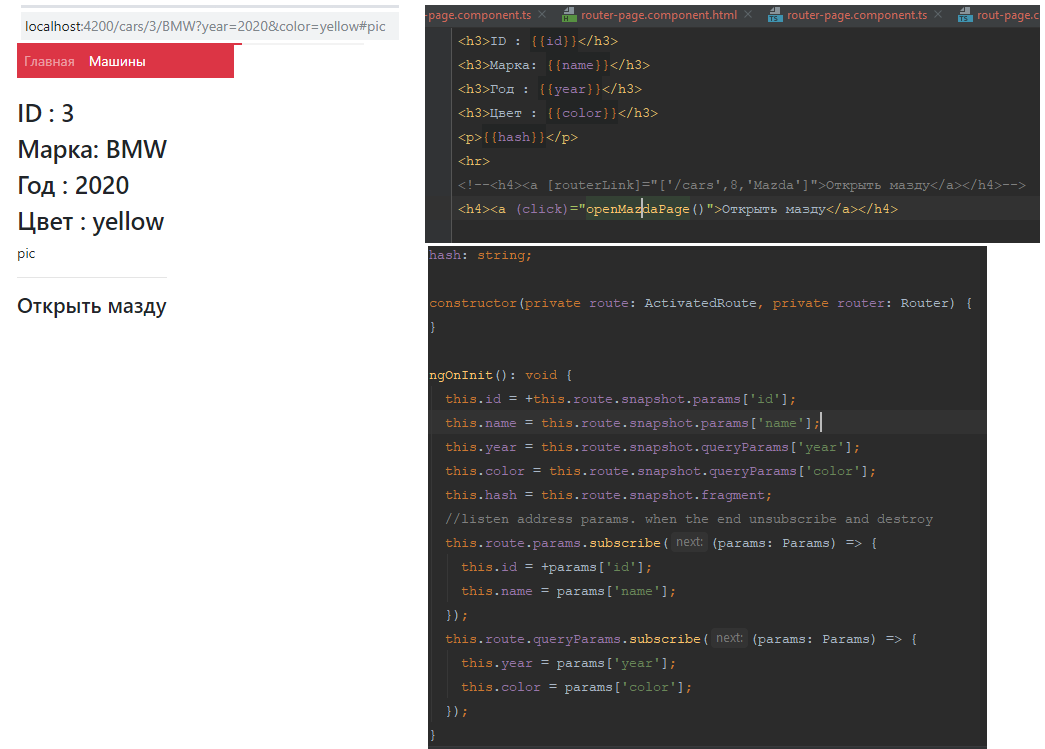 localhost:4200/cars/3/BMW?year=2020&color=yellow#pic
Главная Машины
ID : 3
Марка: BMW
Год : 2020
Цвет : yellow
pic
Открыть мазду
-page.component.ts × router-page.component.html × router-page.component.ts × rout-page.c
<h3>ID : {{id}}</h3>
<h3>Марка: {{name}}</h3>
<h3>Год : {{year}}</h3>
<h3>Цвет : {{color}}</h3>
<p>{{hash}}</p>
<hr>
<!--<h4><a [routerLink]="['/cars',8,'Mazda']">Открыть мазду</a></h4>-->
<h4><a (click)="openMazdaPage()">Открыть мазду</a></h4>
hash: string;
constructor(private route: ActivatedRoute, private router: Router) {
}
ngOnInit(): void {
this.id = +this.route.snapshot.params['id'];
this.name = this.route.snapshot.params['name'];
this.year = this.route.snapshot.queryParams['year'];
this.color = this.route.snapshot.queryParams['color'];
this.hash = this.route.snapshot.fragment;
//listen address params. when the end unsubscribe and destroy
this.route.params.subscribe( next: (params: Params) => {
this.id = +params['id'];
this.name = params['name'];
});
this.route.queryParams.subscribe( next: (params: Params) => {
this.year = params['year'];
this.color = params['color'];
});
}